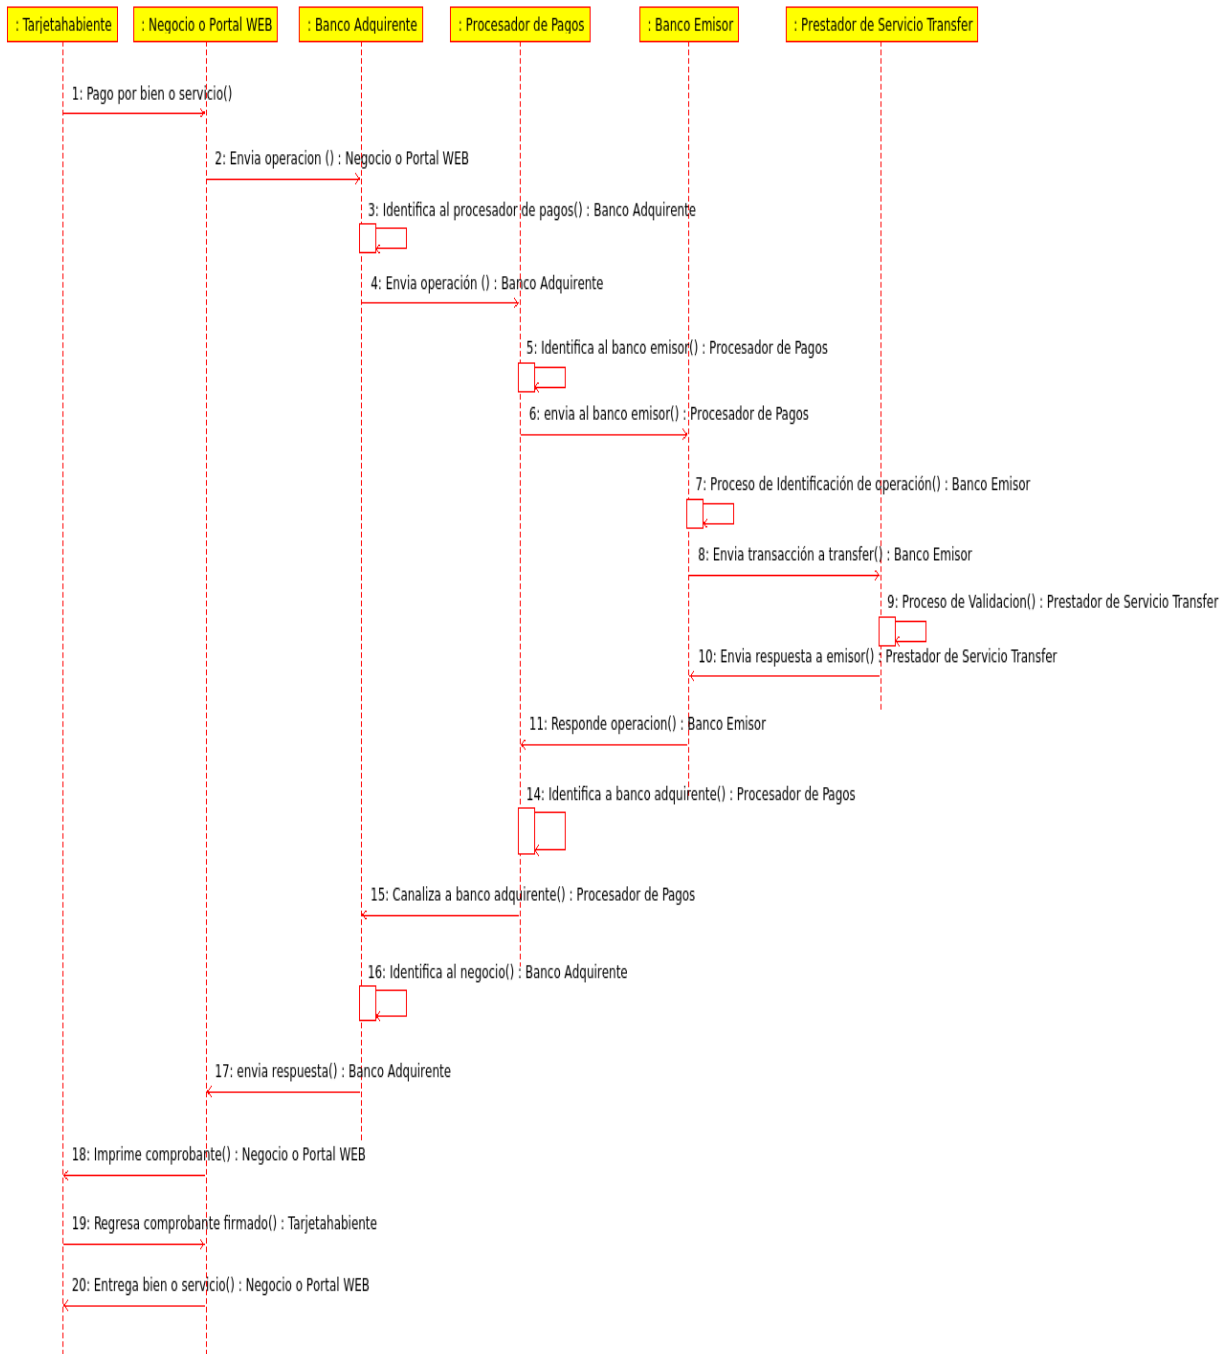 : Tarjetahabiente
: Negocio o Portal WEB
: Banco Adquirente
: Procesador de Pagos
: Banco Emisor
: Prestador de Servicio Transfer
1: Pago por bien o servicio()
2: Envia operacion () : Negocio o Portal WEB
3: Identifica al procesador de pagos() : Banco Adquirente
4: Envia operación () : Banco Adquirente
5: Identifica al banco emisor() : Procesador de Pagos
6: envia al banco emisor() : Procesador de Pagos
7: Proceso de Identificación de operación() : Banco Emisor
8: Envia transacción a transfer() : Banco Emisor
9: Proceso de Validacion() : Prestador de Servicio Transfer
10: Envia respuesta a emisor() : Prestador de Servicio Transfer
11: Responde operacion() : Banco Emisor
14: Identifica a banco adquirente() : Procesador de Pagos
15: Canaliza a banco adquirente() : Procesador de Pagos
16: Identifica al negocio() : Banco Adquirente
17: envia respuesta() : Banco Adquirente
18: Imprime comprobante() : Negocio o Portal WEB
19: Regresa comprobante firmado() : Tarjetahabiente
20: Entrega bien o servicio() : Negocio o Portal WEB